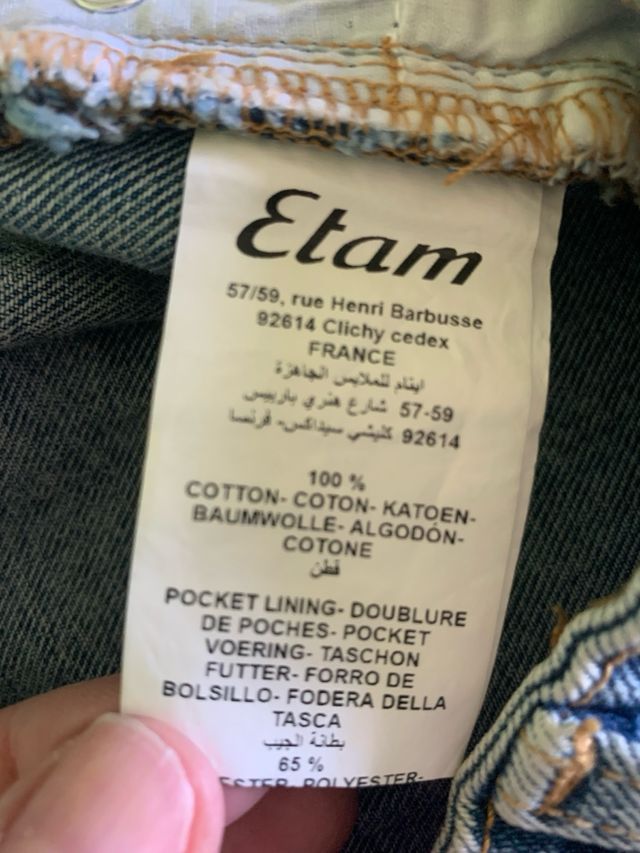 Etam
57/59, rue Henri Barbusse
92614 Clichy cedex
FRANCE
ايتام للملابس الجاهزة
57-59 شارع هنري باربيس
92614 كليشي سيداكس- فرنسا
100 %
COTTON- COTON- KATOEN-
BAUMWOLLE- ALGODÓN-
COTONE
قطن
POCKET LINING- DOUBLURE
DE POCHES- POCKET
VOERING- TASCHON
FUTTER- FORRO DE
BOLSILLO- FODERA DELLA
TASCA
بطانة الجيب
65 %
POLYESTER-